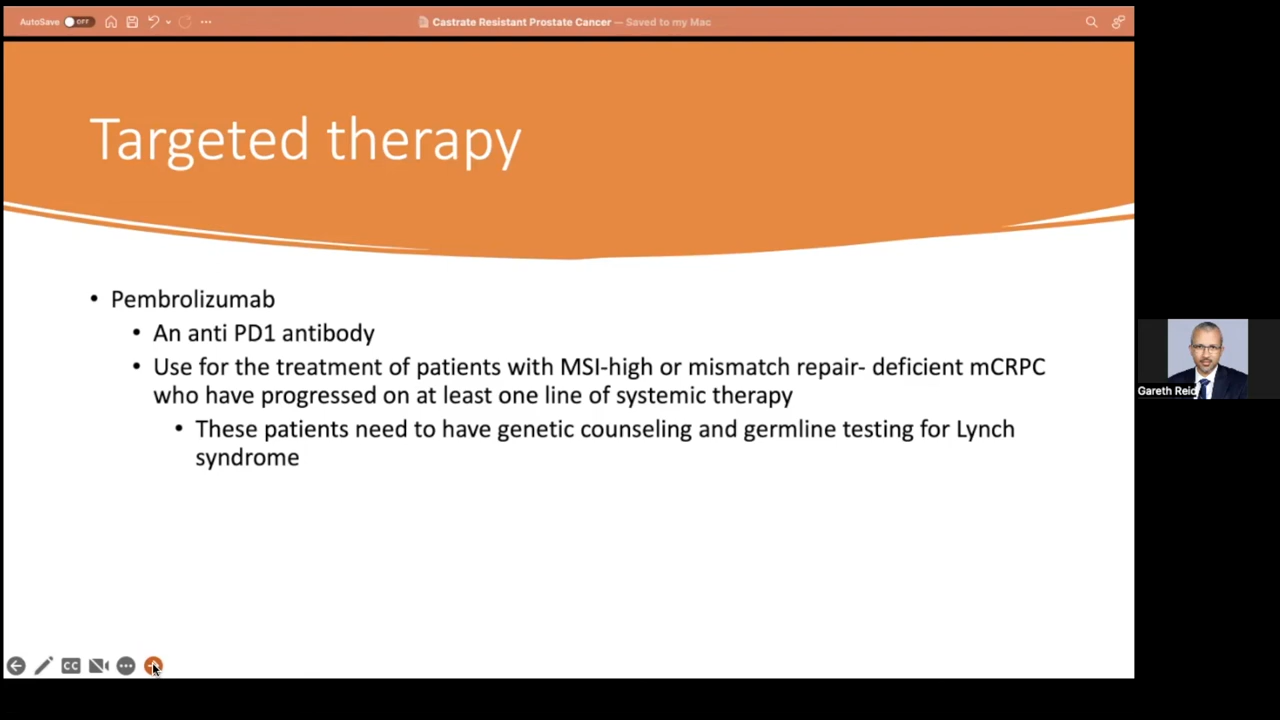 AutoSave OFF
Castrate Resistant Prostate Cancer — Saved to my Mac
Targeted therapy
• Pembrolizumab
• An anti PD1 antibody
• Use for the treatment of patients with MSI-high or mismatch repair- deficient mCRPC
who have progressed on at least one line of systemic therapy
• These patients need to have genetic counseling and germline testing for Lynch
syndrome
Gareth Reid
CC